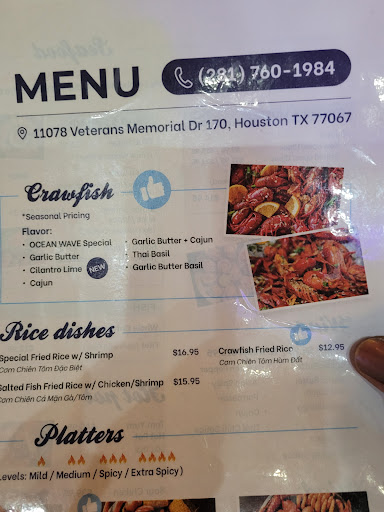 MENU
(281) 760-1984
11078 Veterans Memorial Dr 170, Houston TX 77067
Crawfish
*Seasonal Pricing
Flavor:
• OCEAN WAVE Special
• Garlic Butter
• Cilantro Lime NEW
• Cajun
• Garlic Butter + Cajun
Thai Basil
• Garlic Butter Basil
Rice dishes
Special Fried Rice w/ Shrimp $16.95
Cơm Chiên Tôm Đặc Biệt
Salted Fish Fried Rice w/ Chicken/Shrimp $15.95
Cơm Chiên Cá Mặn Gà/Tôm
Crawfish Fried Rice $12.95
Cơm Chiên Tôm Hùm Đất
Platters
Levels: Mild / Medium / Spicy / Extra Spicy)